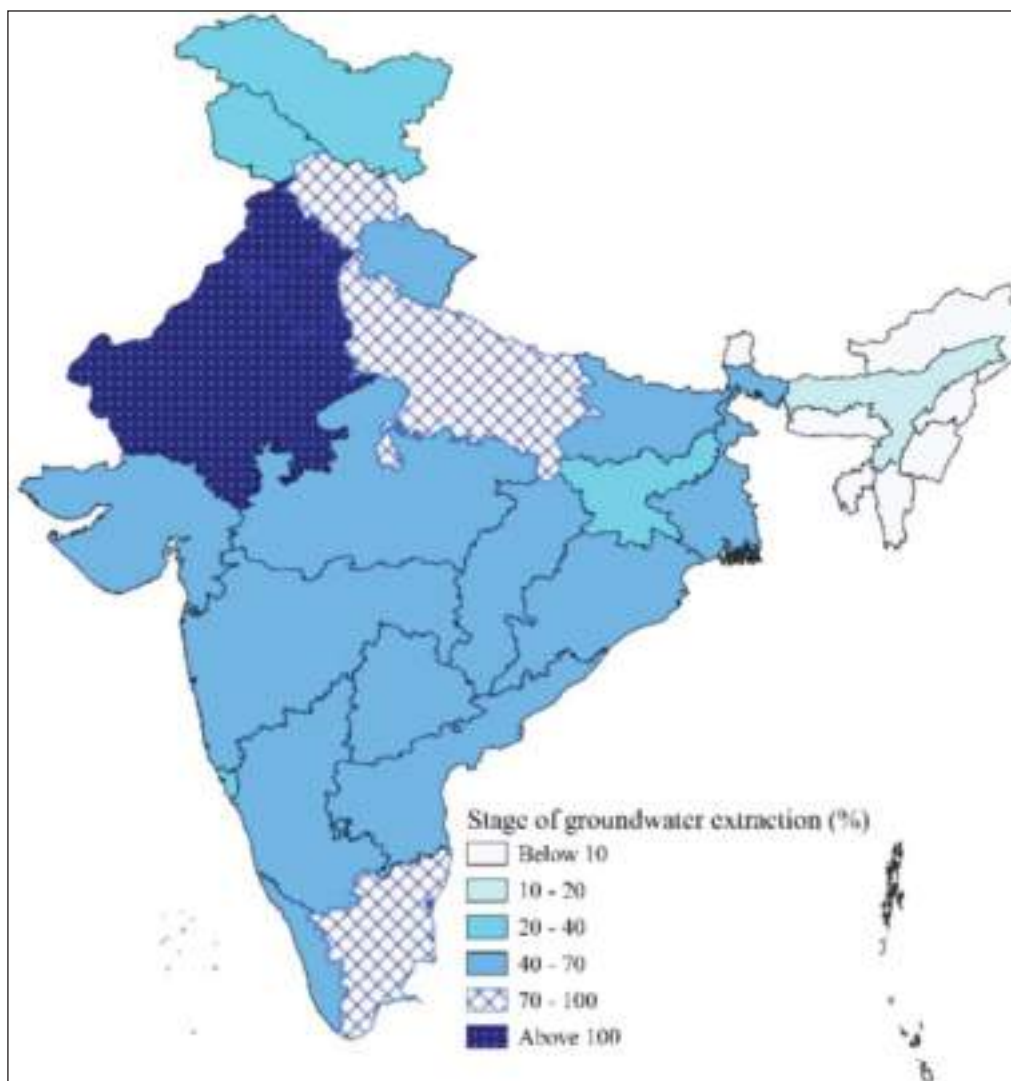 Stage of groundwater extraction (%)
Below 10
10 - 20
20 - 40
40 - 70
70 - 100
Above 100